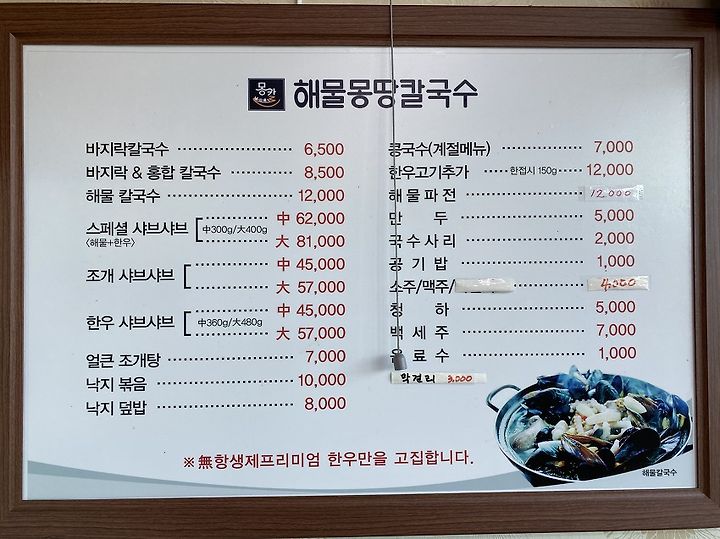 몽카
해물몽땅칼국수
바지락칼국수 6,500
바지락 & 홍합 칼국수 8,500
해물 칼국수 12,000
스페셜 샤브샤브 中300g/大400g 中 62,000
〈해물+한우〉 大 81,000
조개 샤브샤브 中 45,000
大 57,000
한우 샤브샤브 中360g/大480g 中 45,000
大 57,000
얼큰 조개탕 7,000
낙지 볶음 10,000
낙지 덮밥 8,000
콩국수(계절메뉴) 7,000
한우고기추가 한접시 150g 12,000
해물파전 12,000
만두 5,000
국수사리 2,000
공기밥 1,000
소주/맥주/ 4,000
청하 5,000
백세주 7,000
음료수 1,000
막걸리 3,000
※無항생제프리미엄 한우만을 고집합니다.
해물칼국수